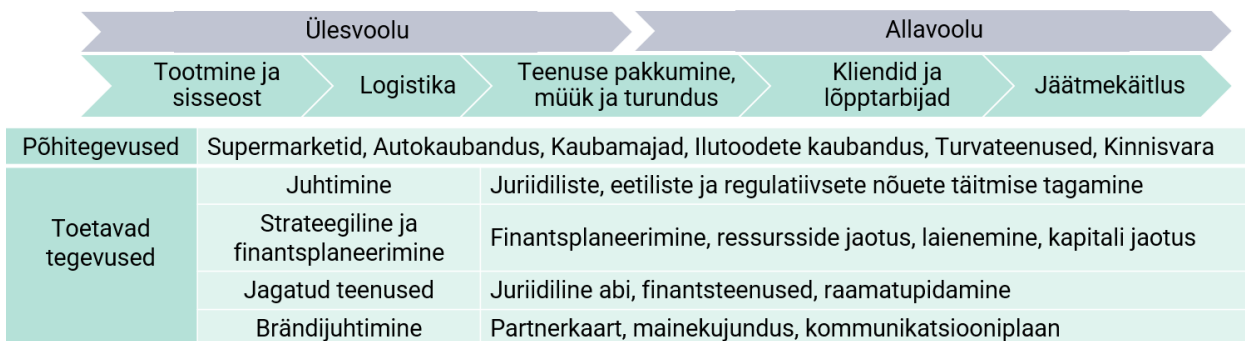 Ülesvoolu
Allavoolu
Tootmine ja
sisseost
Logistika
Teenuse pakkumine,
müük ja turundus
Kliendid ja
lõpptarbijad
Jäätmekäitlus
Põhitegevused
Supermarketid, Autokaubandus, Kaubamajad, Ilutoodete kaubandus, Turvateenused, Kinnisvara
Toetavad
tegevused
Juhtimine
Juriidiliste, eetiliste ja regulatiivsete nõuete täitmise tagamine
Strateegiline ja
finantsplaneerimine
Finantsplaneerimine, ressursside jaotus, laienemine, kapitali jaotus
Jagatud teenused
Juriidiline abi, finantsteenused, raamatupidamine
Brändijuhtimine
Partnerkaart, mainekujundus, kommunikatsiooniplaan